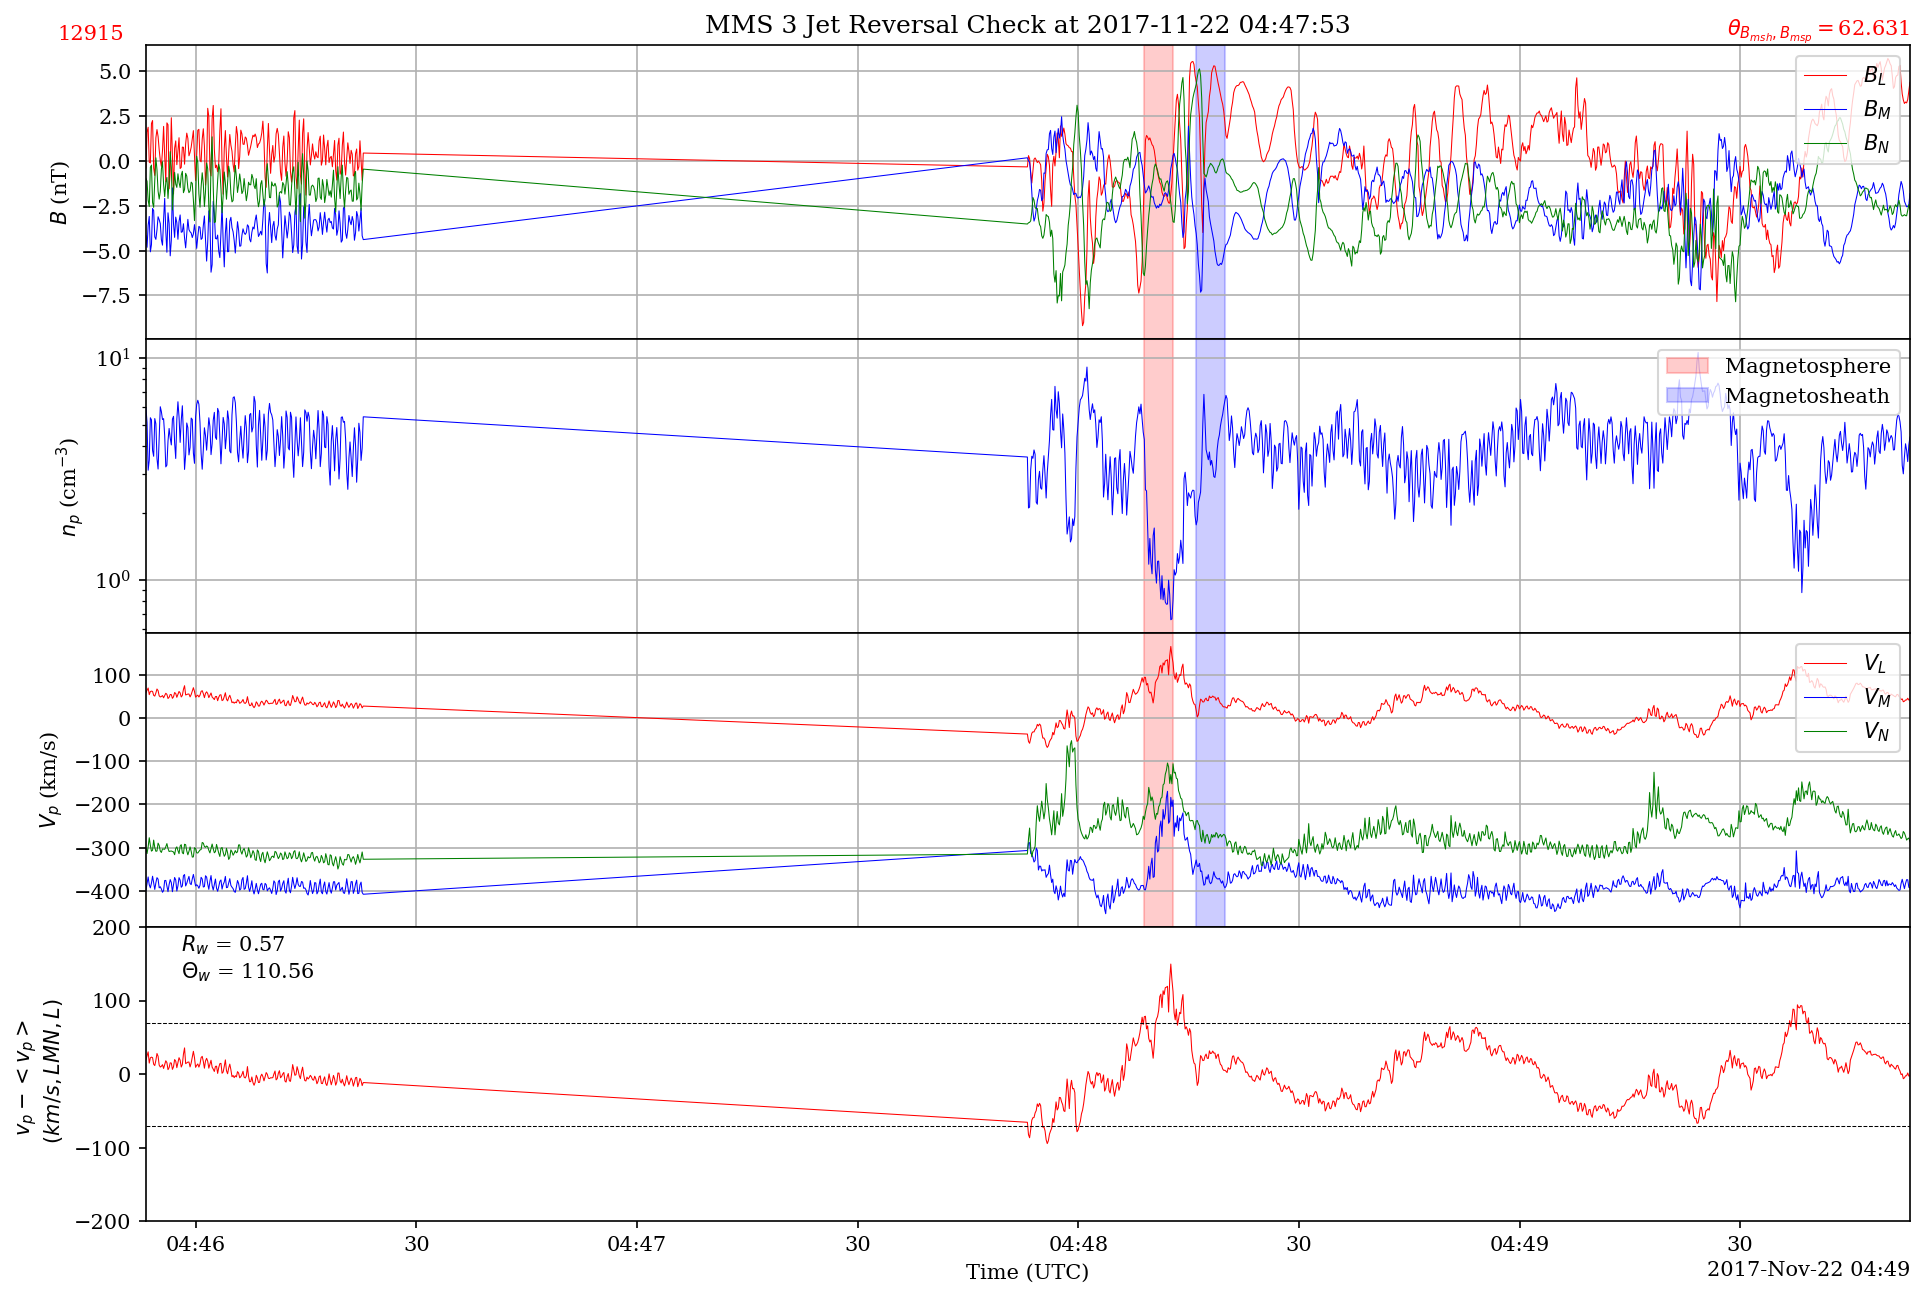 12915
MMS 3 Jet Reversal Check at 2017-11-22 04:47:53
θ_{B_{msh}, B_{msp}} = 62.631
5.0
2.5
0.0
−2.5
−5.0
−7.5
B (nT)
B_L
B_M
B_N
10^1
10^0
n_p (cm^{−3})
Magnetosphere
Magnetosheath
100
0
−100
−200
−300
−400
V_p (km/s)
V_L
V_M
V_N
200
100
0
−100
−200
v_p − < v_p >
(km/s, LMN, L)
R_w = 0.57
Θ_w = 110.56
04:46 30 04:47 30 04:48 30 04:49 30
Time (UTC)
2017-Nov-22 04:49